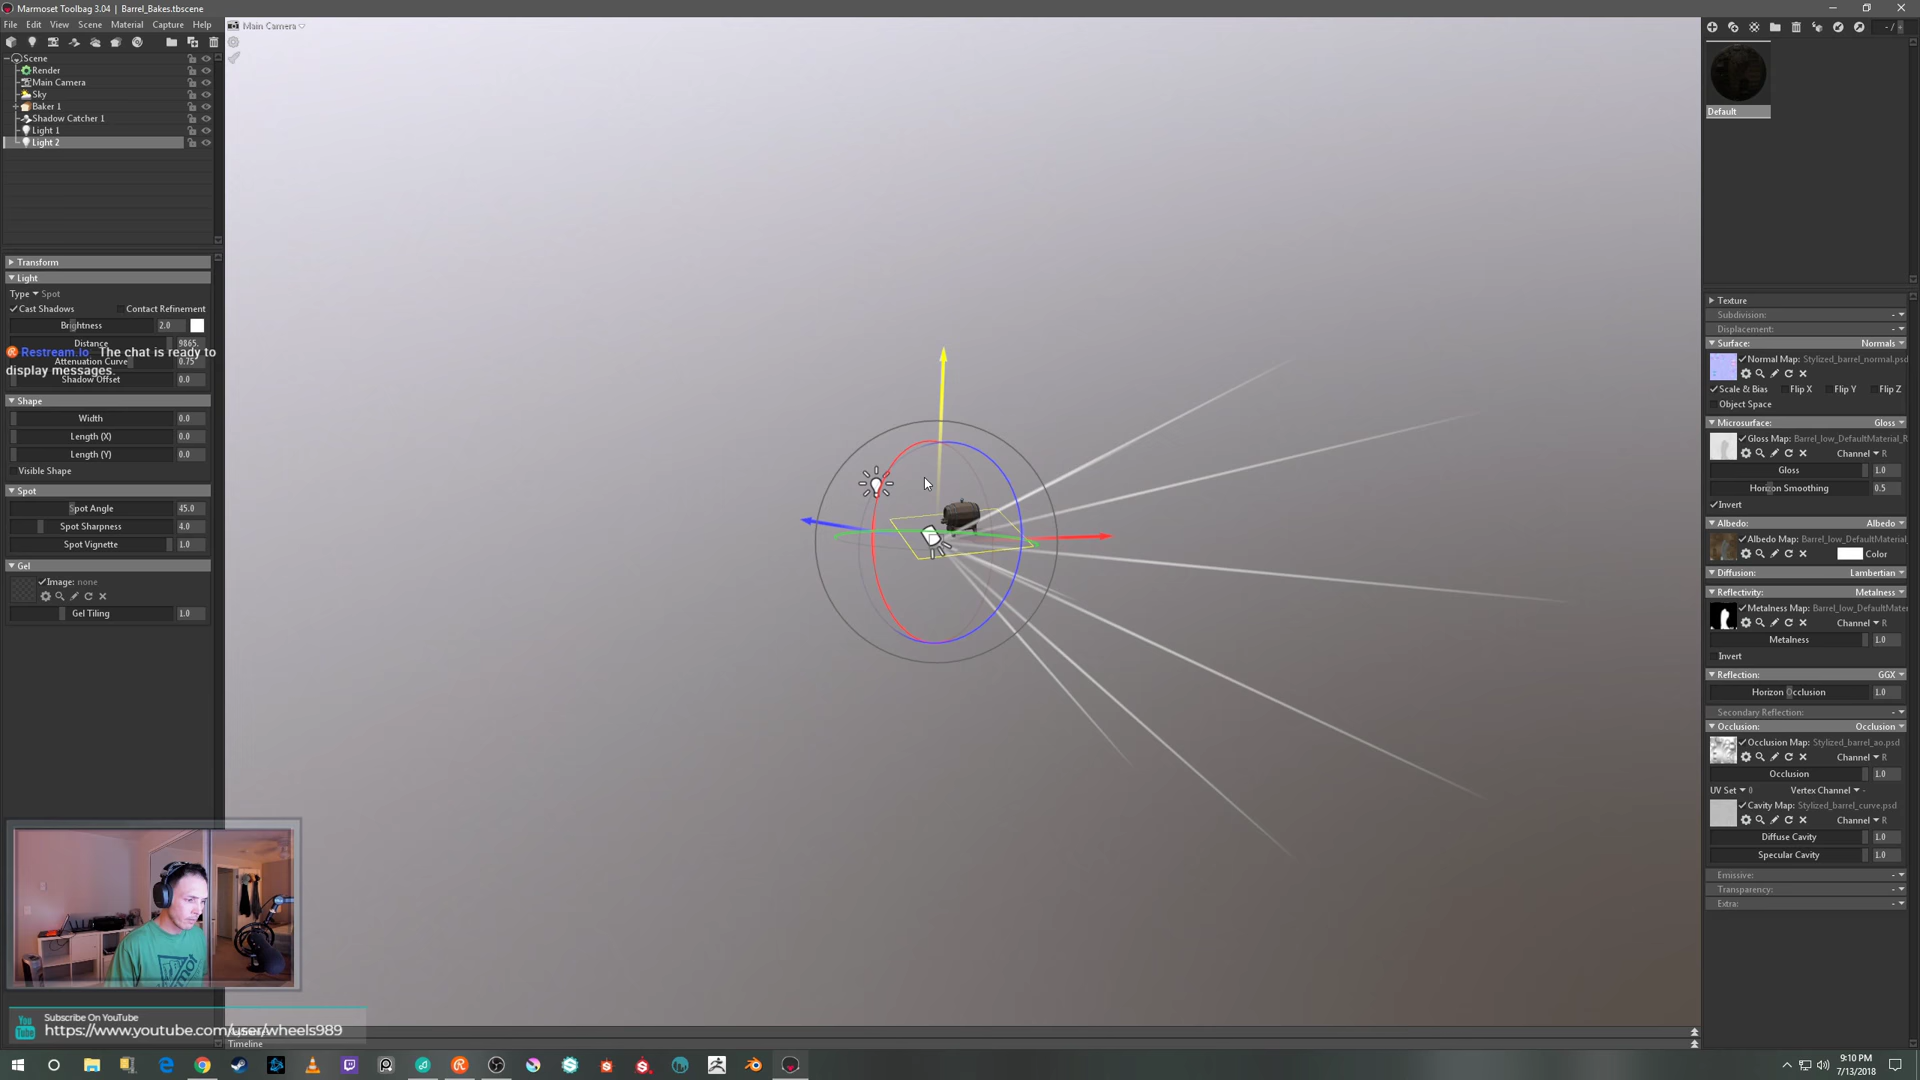 Marmoset Toolbag 3.04 | Barrel_Bakes.tbscene
File Edit View Scene Material Capture Help
Main Camera
Scene
Render
Main Camera
Sky
Baker 1
Shadow Catcher 1
Light 1
Light 2
Transform
Light
Type Spot
Cast Shadows Contact Refinement
Brightness 2.0
Distance 9865.
Restream.io The chat is ready to
display messages.
Attenuation Curve 0.75
Shadow Offset 0.0
Shape
Width 0.0
Length (X) 0.0
Length (Y) 0.0
Visible Shape
Spot
Spot Angle 45.0
Spot Sharpness 4.0
Spot Vignette 1.0
Gel
Image: none
Gel Tiling 1.0
Default
Texture
Subdivision: -
Displacement: -
Surface: Normals
Normal Map: Stylized_barrel_normal.psd
Scale & Bias Flip X Flip Y Flip Z
Object Space
Microsurface: Gloss
Gloss Map: Barrel_low_DefaultMaterial_R
Channel R
Gloss 1.0
Horizon Smoothing 0.5
Invert
Albedo: Albedo
Albedo Map: Barrel_low_DefaultMaterial_
Color
Diffusion: Lambertian
Reflectivity: Metalness
Metalness Map: Barrel_low_DefaultMate
Channel R
Metalness 1.0
Invert
Reflection: GGX
Horizon Occlusion 1.0
Secondary Reflection: -
Occlusion: Occlusion
Occlusion Map: Stylized_barrel_ao.psd
Channel R
Occlusion 1.0
UV Set 0 Vertex Channel -
Cavity Map: Stylized_barrel_curve.psd
Channel R
Diffuse Cavity 1.0
Specular Cavity 1.0
Emissive: -
Transparency: -
Extra: -
Subscribe On YouTube
https://www.youtube.com/user/wheels989
Timeline
9:10 PM
7/13/2018